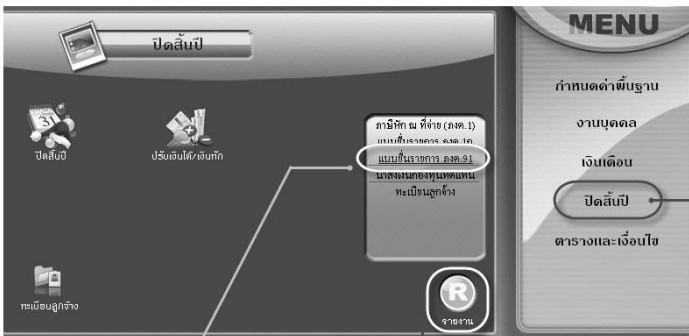 MENU
ปิดสิ้นปี
กำหนดค่าพื้นฐาน
งานบุคคล
เงินเดือน
ปิดสิ้นปี
ตารางและเงื่อนไข
31
ปิดสิ้นปี
ปรับเงินได้/เงินหัก
ภาษีหัก ณ ที่จ่าย (ภงด.1)
แบบยื่นรายการ ภงด.1ก
แบบยื่นรายการ ภงด.91
นำส่งเงินกองทุนทดแทน
ทะเบียนลูกจ้าง
ทะเบียนลูกจ้าง
R
รายงาน